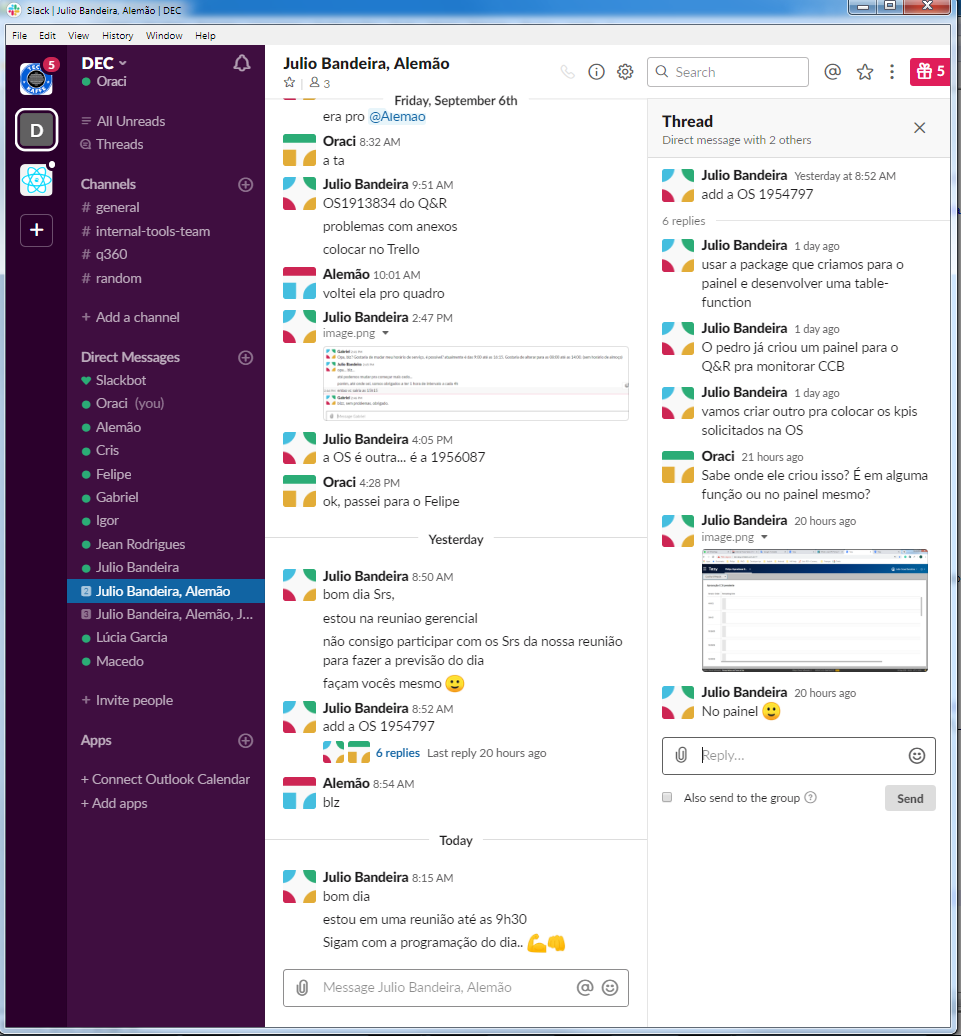 Slack | Julio Bandeira, Alemão | DEC
File Edit View History Window Help
5
D
DEC
Oraci
All Unreads
Threads
Channels
# general
# internal-tools-team
# q360
# random
+ Add a channel
Direct Messages
Slackbot
Oraci (you)
Alemão
Cris
Felipe
Gabriel
Igor
Jean Rodrigues
Julio Bandeira
2 Julio Bandeira, Alemão
3 Julio Bandeira, Alemão, J...
Lúcia Garcia
Macedo
+ Invite people
Apps
+ Connect Outlook Calendar
+ Add apps
Julio Bandeira, Alemão
3
Search
5
Friday, September 6th
era pro @Alemao
Oraci 8:32 AM
a ta
Julio Bandeira 9:51 AM
OS1913834 do Q&R
problemas com anexos
colocar no Trello
Alemão 10:01 AM
voltei ela pro quadro
Julio Bandeira 2:47 PM
image.png
Julio Bandeira 4:05 PM
a OS é outra... é a 1956087
Oraci 4:28 PM
ok, passei para o Felipe
Yesterday
Julio Bandeira 8:50 AM
bom dia Srs,
estou na reuniao gerencial
não consigo participar com os Srs da nossa reunião
para fazer a previsão do dia
façam vocês mesmo 🙂
Julio Bandeira 8:52 AM
add a OS 1954797
6 replies Last reply 20 hours ago
Alemão 8:54 AM
blz
Today
Julio Bandeira 8:15 AM
bom dia
estou em uma reunião até as 9h30
Sigam com a programação do dia.. 💪👊
Message Julio Bandeira, Alemão
Thread
Direct message with 2 others
Julio Bandeira Yesterday at 8:52 AM
add a OS 1954797
6 replies
Julio Bandeira 1 day ago
usar a package que criamos para o
painel e desenvolver uma table-
function
Julio Bandeira 1 day ago
O pedro já criou um painel para o
Q&R pra monitorar CCB
Julio Bandeira 1 day ago
vamos criar outro pra colocar os kpis
solicitados na OS
Oraci 21 hours ago
Sabe onde ele criou isso? É em alguma
função ou no painel mesmo?
Julio Bandeira 20 hours ago
image.png
Julio Bandeira 20 hours ago
No painel 🙂
Reply...
Also send to the group
Send